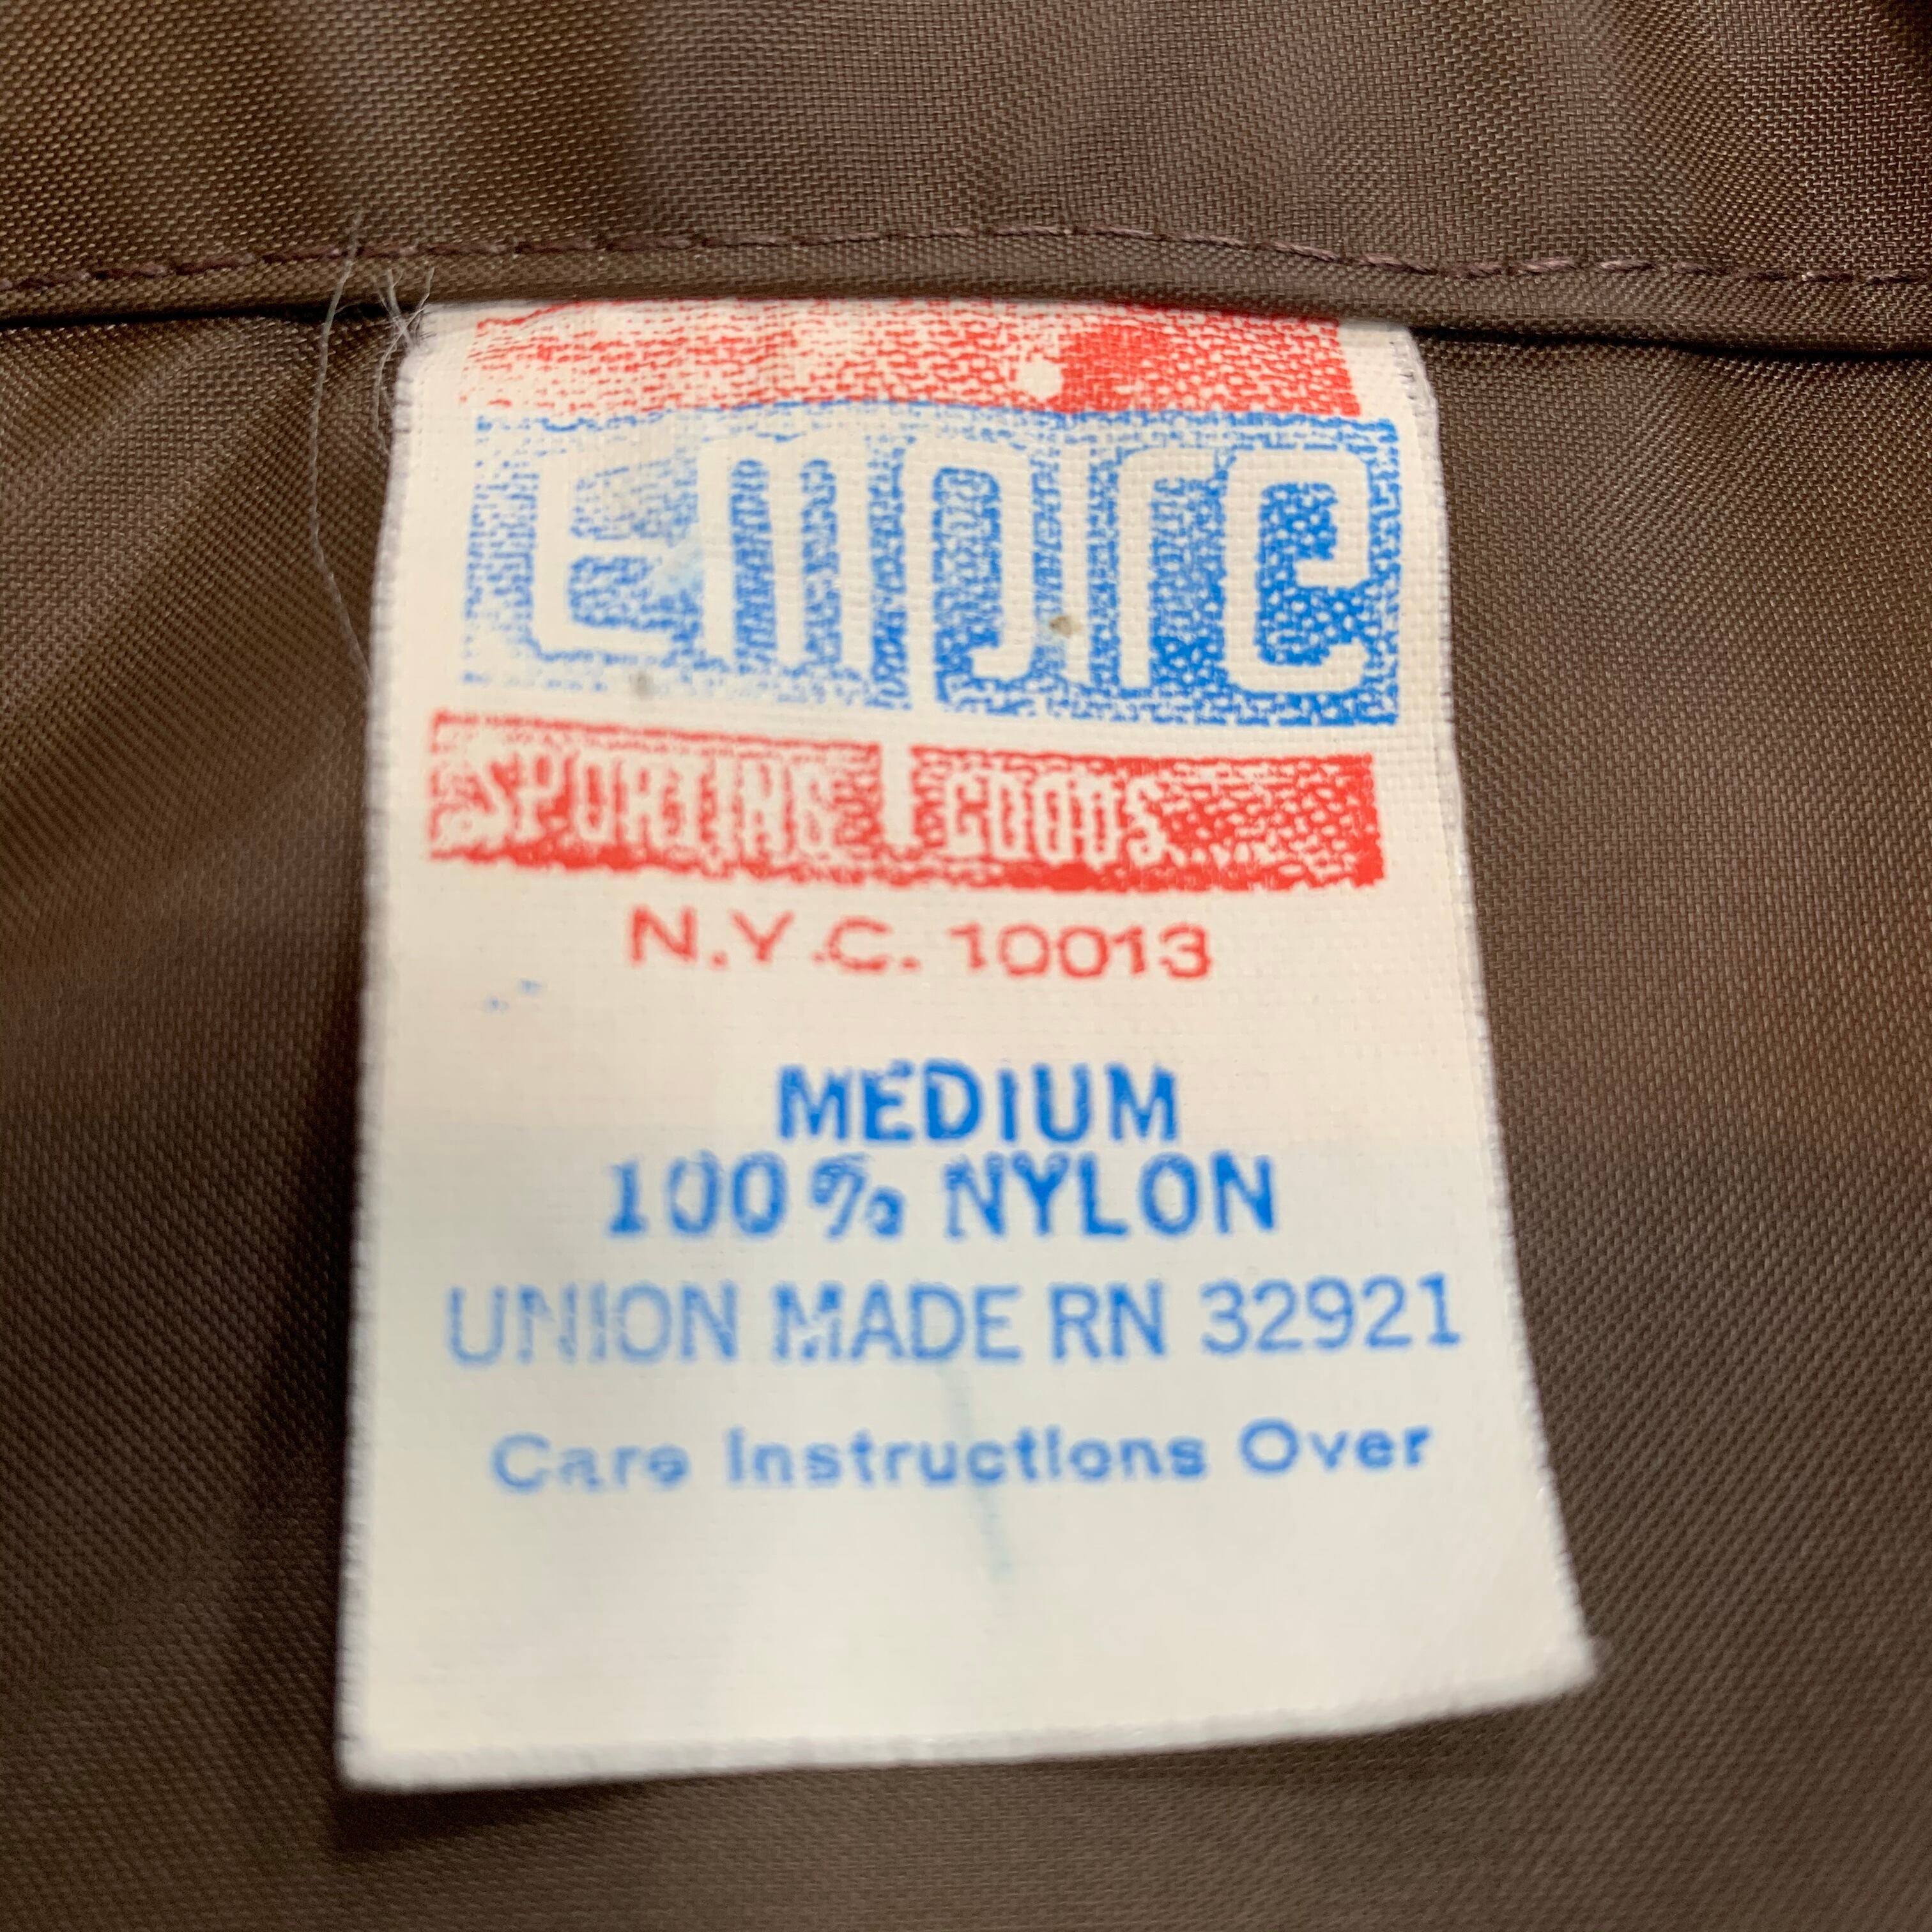 empire
SPORTING GOODS
N.Y.C. 10013
MEDIUM
100% NYLON
UNION MADE RN 32921
Care Instructions Over